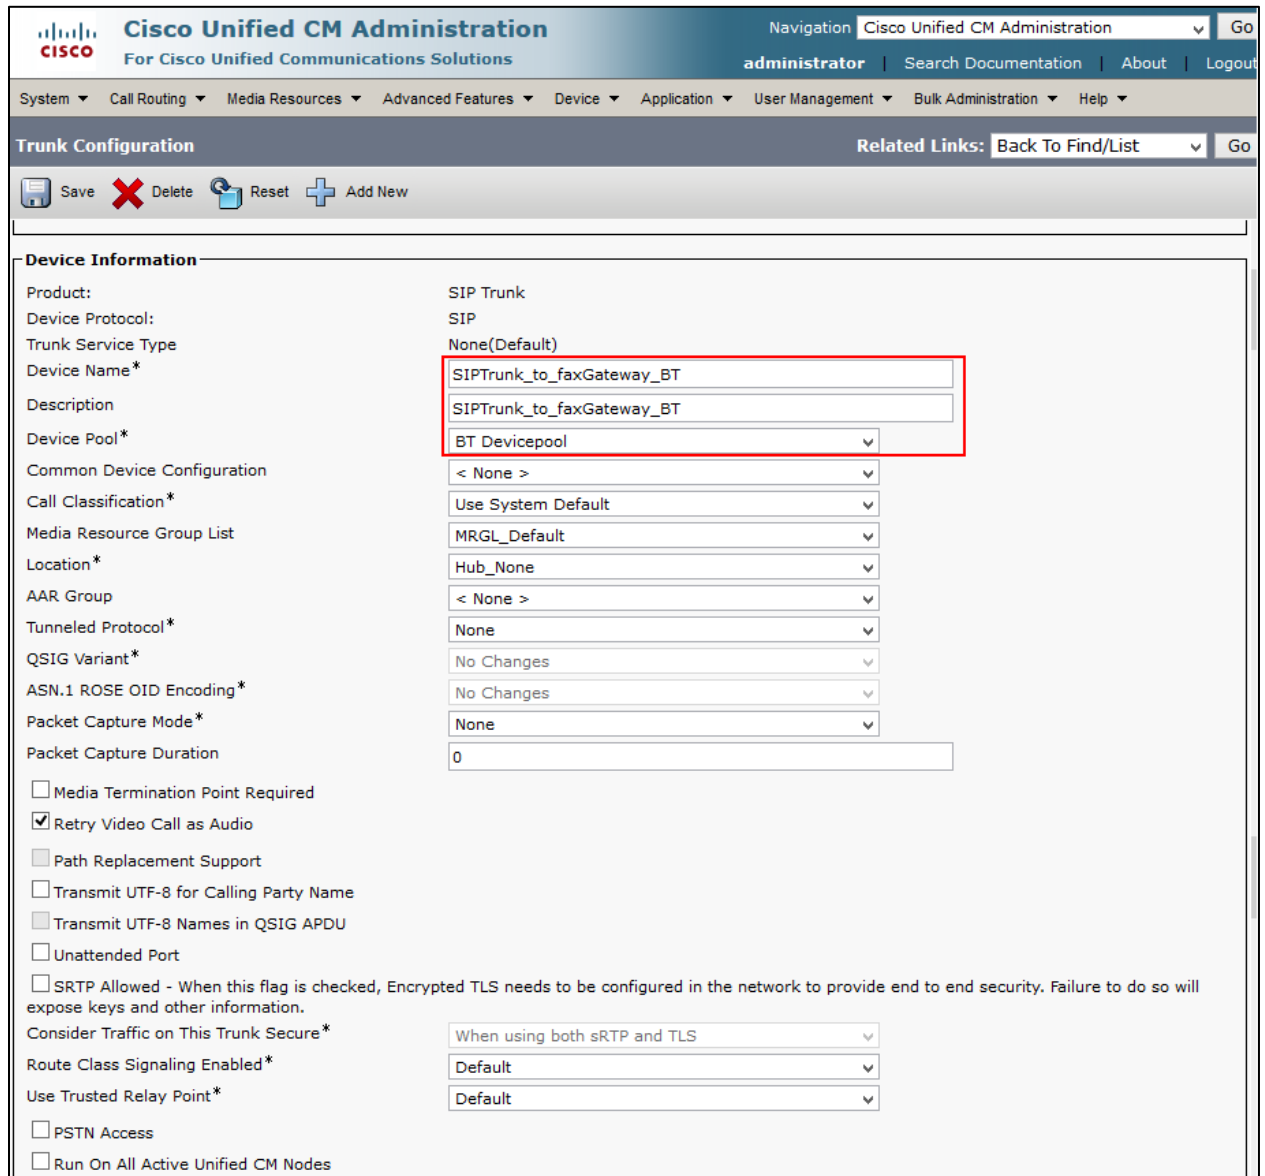 Cisco Unified CM Administration
Navigation Cisco Unified CM Administration Go
CISCO
For Cisco Unified Communications Solutions
administrator | Search Documentation | About | Logout
System Call Routing Media Resources Advanced Features Device Application User Management Bulk Administration Help
Trunk Configuration Related Links: Back To Find/List Go
Save Delete Reset Add New
Device Information
Product: SIP Trunk
Device Protocol: SIP
Trunk Service Type None(Default)
Device Name* SIPTrunk_to_faxGateway_BT
Description SIPTrunk_to_faxGateway_BT
Device Pool* BT Devicepool
Common Device Configuration < None >
Call Classification* Use System Default
Media Resource Group List MRGL_Default
Location* Hub_None
AAR Group < None >
Tunneled Protocol* None
QSIG Variant* No Changes
ASN.1 ROSE OID Encoding* No Changes
Packet Capture Mode* None
Packet Capture Duration 0
Media Termination Point Required
Retry Video Call as Audio
Path Replacement Support
Transmit UTF-8 for Calling Party Name
Transmit UTF-8 Names in QSIG APDU
Unattended Port
SRTP Allowed - When this flag is checked, Encrypted TLS needs to be configured in the network to provide end to end security. Failure to do so will
expose keys and other information.
Consider Traffic on This Trunk Secure* When using both sRTP and TLS
Route Class Signaling Enabled* Default
Use Trusted Relay Point* Default
PSTN Access
Run On All Active Unified CM Nodes